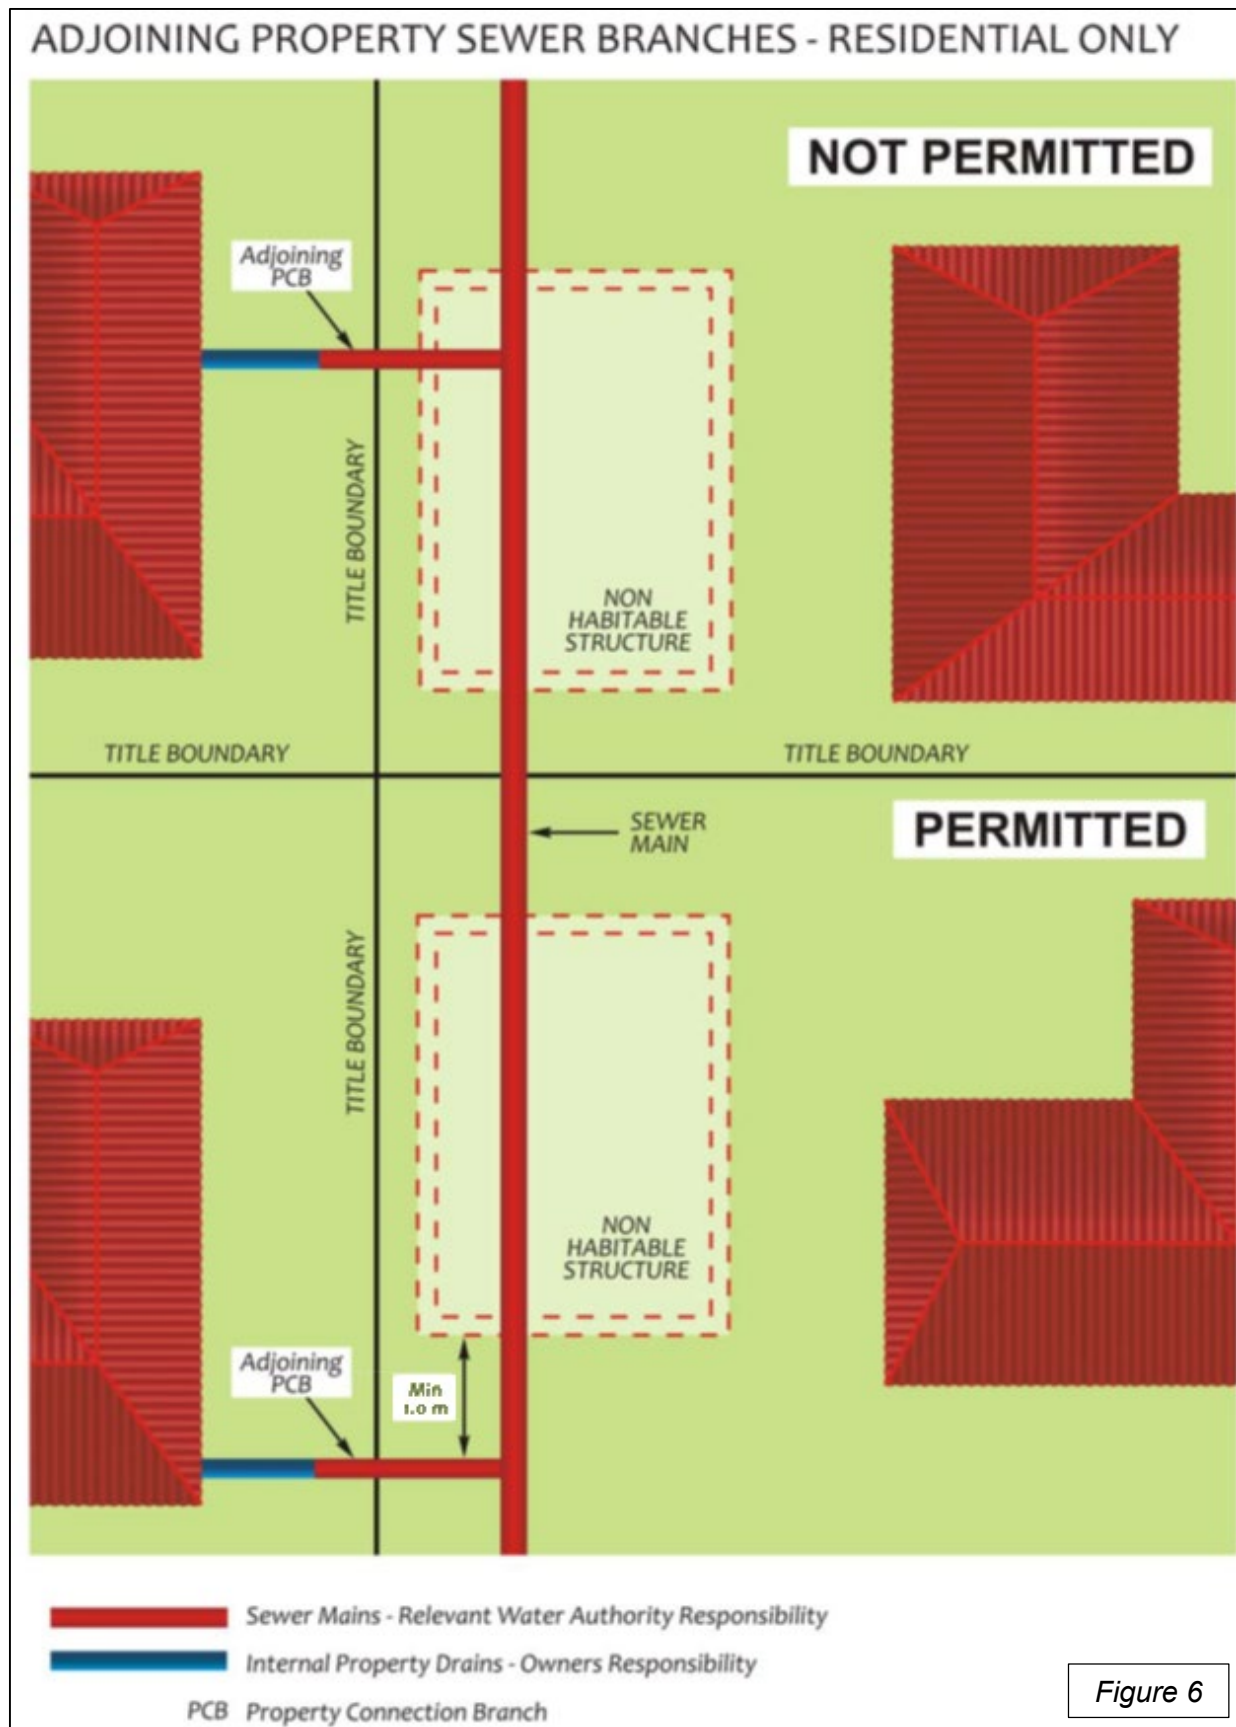 ADJOINING PROPERTY SEWER BRANCHES - RESIDENTIAL ONLY
NOT PERMITTED
Adjoining
PCB
TITLE BOUNDARY
NON
HABITABLE
STRUCTURE
TITLE BOUNDARY
TITLE BOUNDARY
SEWER
MAIN
PERMITTED
TITLE BOUNDARY
NON
HABITABLE
STRUCTURE
Adjoining
PCB
Min
1.0 m
Sewer Mains - Relevant Water Authority Responsibility
Internal Property Drains - Owners Responsibility
PCB Property Connection Branch
Figure 6